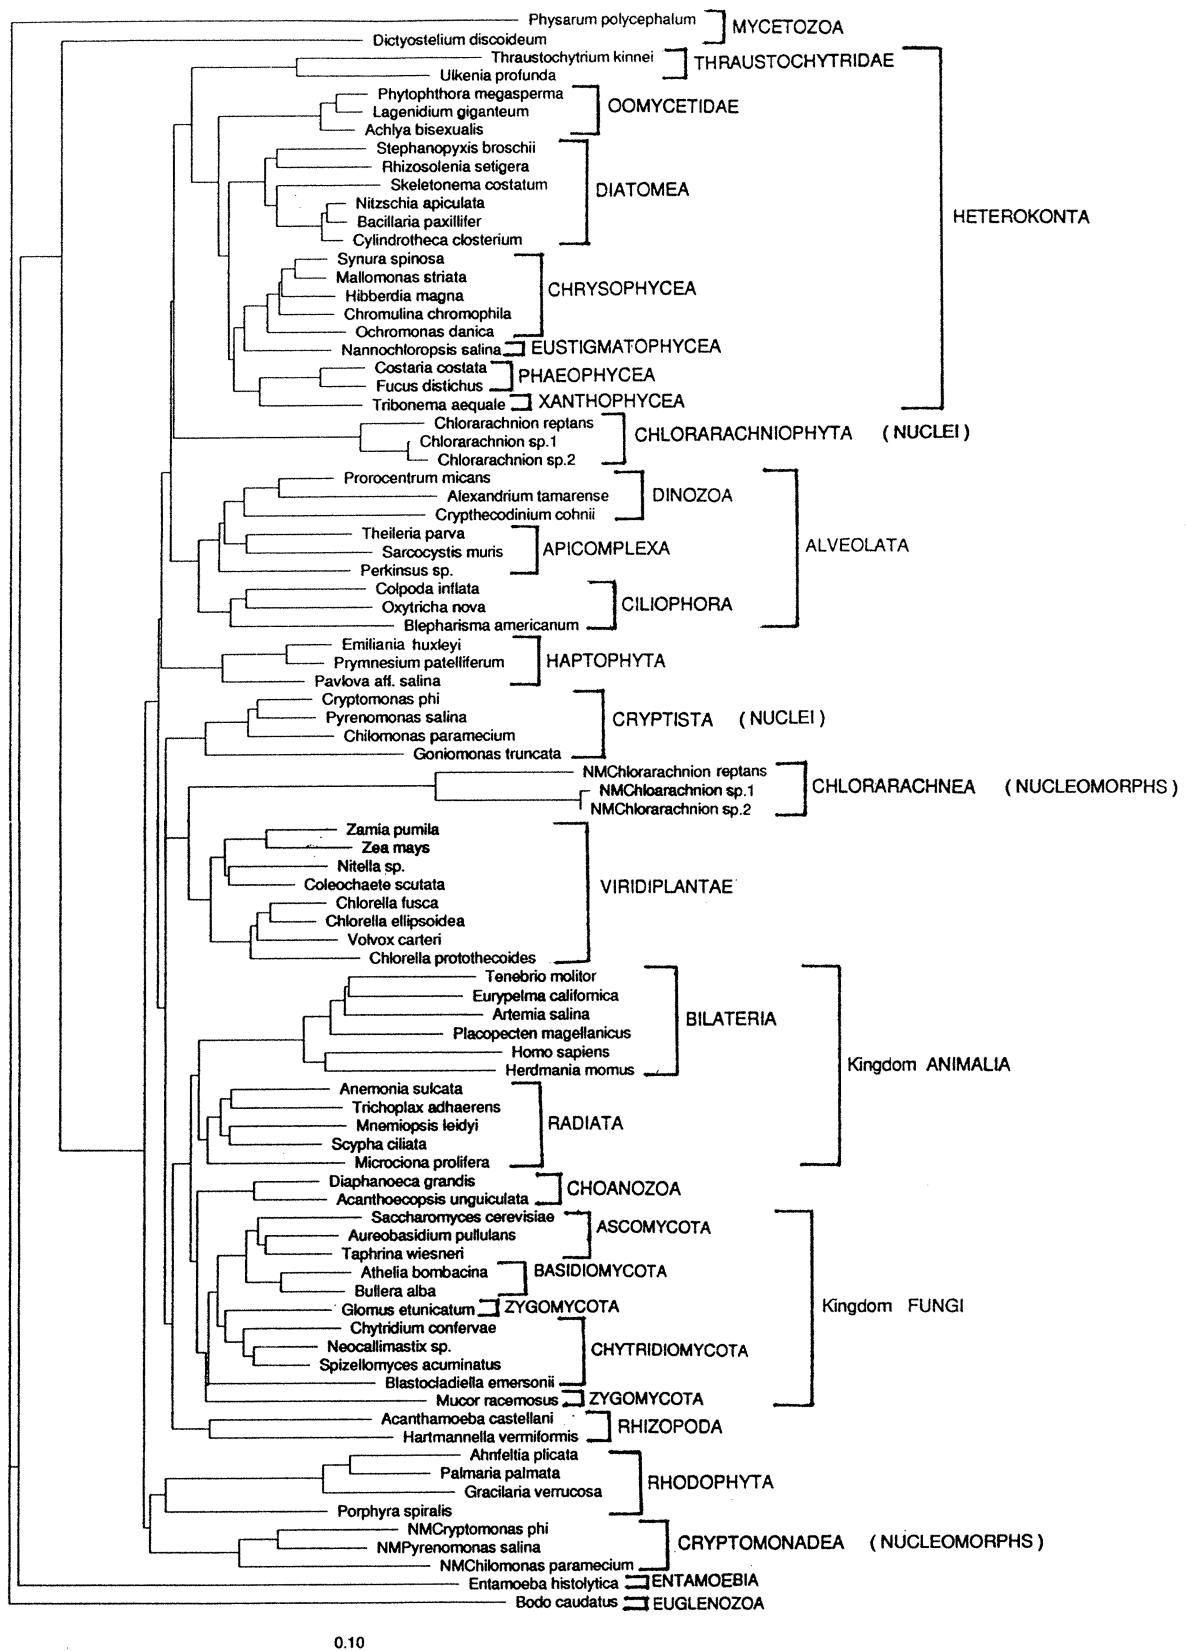 Physarum polycephalum
MYCETOZOA
Dictyostelium discoideum
Thraustochytrium kinnei
THRAUSTOCHYTRIDAE
Ulkenia profunda
Phytophthora megasperma
Lagenidium giganteum
OOMYCETIDAE
Achlya bisexualis
Stephanopyxis broschii
Rhizosolenia setigera
Skeletonema costatum
DIATOMEA
Nitzschia apiculata
Bacillaria paxillifer
HETEROKONTA
Cylindrotheca closterium
Synura spinosa
Mallomonas striata
CHRYSOPHYCEA
Hibberdia magna
Chromulina chromophila
Ochromonas danica
Nannochloropsis salina
EUSTIGMATOPHYCEA
Costaria costata
PHAEOPHYCEA
Fucus distichus
Tribonema aequale
XANTHOPHYCEA
Chlorarachnion reptans
CHLORARACHNIOPHYTA (NUCLEI)
Chlorarachnion sp.1
Chlorarachnion sp.2
Prorocentrum micans
Alexandrium tamarense
DINOZOA
Crypthecodinium cohnii
Theileria parva
APICOMPLEXA
ALVEOLATA
Sarcocystis muris
Perkinsus sp.
Colpoda inflata
Oxytricha nova
CILIOPHORA
Blepharisma americanum
Emiliania huxleyi
Prymnesium patelliferum
HAPTOPHYTA
Pavlova aff. salina
Cryptomonas phi
Pyrenomonas salina
CRYPTISTA (NUCLEI)
Chilomonas paramecium
Goniomonas truncata
NMChlorarachnion reptans
CHLORARACHNEA (NUCLEOMORPHS)
NMChloarachnion sp.1
NMChlorarachnion sp.2
Zamia pumila
Zea mays
Nitella sp.
Coleochaete scutata
VIRIDIPLANTAE
Chlorella fusca
Chlorella ellipsoidea
Volvox carteri
Chlorella protothecoides
Tenebrio molitor
Eurypelma californica
Artemia salina
BILATERIA
Placopecten magellanicus
Homo sapiens
Kingdom ANIMALIA
Herdmania momus
Anemonia sulcata
Trichoplax adhaerens
Mnemiopsis leidyi
RADIATA
Scypha ciliata
Microciona prolifera
Diaphanoeca grandis
CHOANOZOA
Acanthoecopsis unguiculata
Saccharomyces cerevisiae
ASCOMYCOTA
Aureobasidium pullulans
Taphrina wiesneri
Athelia bombacina
BASIDIOMYCOTA
Bullera alba
Glomus etunicatum
ZYGOMYCOTA
Kingdom FUNGI
Chytridium confervae
Neocallimastix sp.
CHYTRIDIOMYCOTA
Spizellomyces acuminatus
Blastocladiella emersonii
Mucor racemosus
ZYGOMYCOTA
Acanthamoeba castellani
RHIZOPODA
Hartmannella vermiformis
Ahnfeltia plicata
Palmaria palmata
RHODOPHYTA
Gracilaria verrucosa
Porphyra spiralis
NMCryptomonas phi
NMPyrenomonas salina
CRYPTOMONADEA (NUCLEOMORPHS)
NMChilomonas paramecium
Entamoeba histolytica
ENTAMOEBIA
Bodo caudatus
EUGLENOZOA
0.10